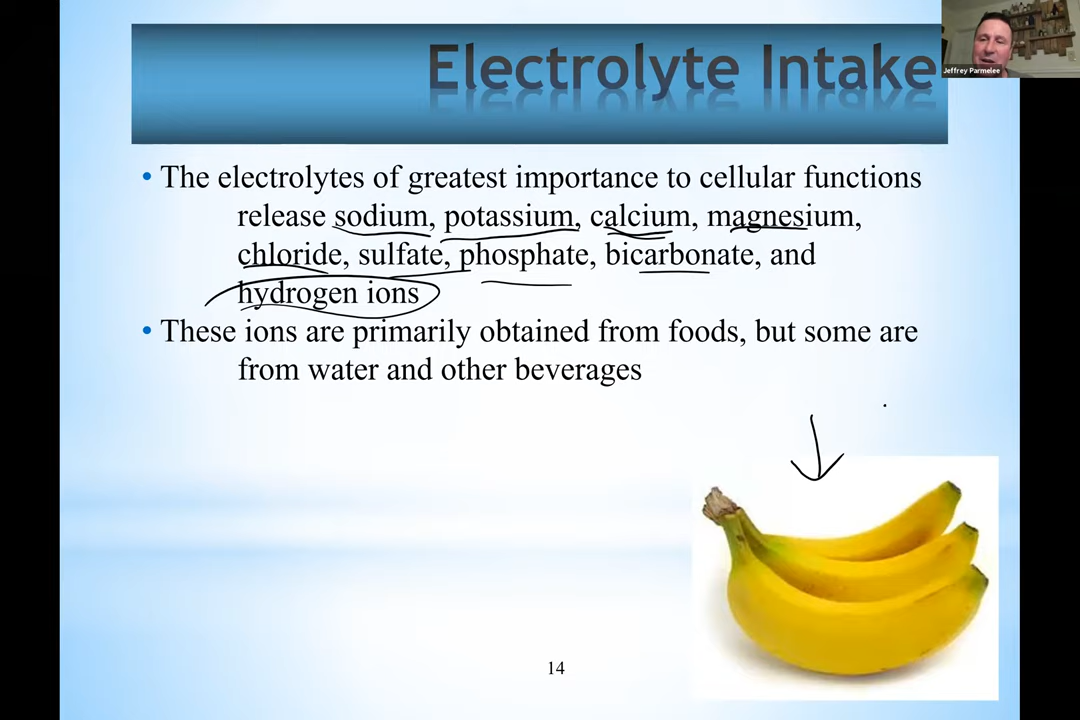 Electrolyte Intake
Jeffrey Parmelee
• The electrolytes of greatest importance to cellular functions
release sodium, potassium, calcium, magnesium,
chloride, sulfate, phosphate, bicarbonate, and
hydrogen ions
• These ions are primarily obtained from foods, but some are
from water and other beverages
14